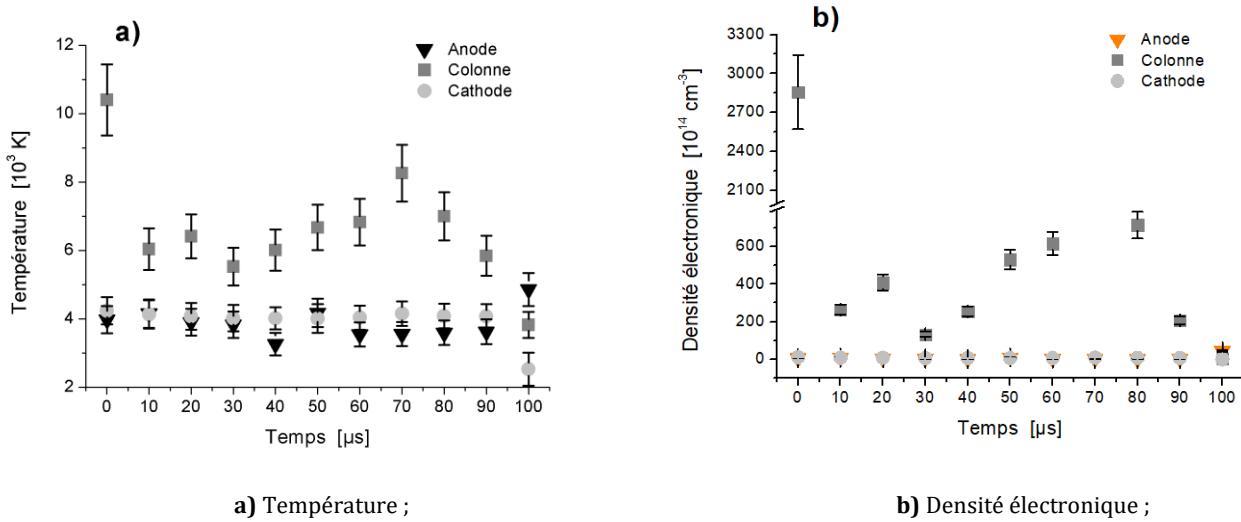 a)
Anode
Colonne
Cathode
Température [10³ K]
12
10
8
6
4
2
0 10 20 30 40 50 60 70 80 90 100
Temps [µs]
b)
Anode
Colonne
Cathode
Densité électronique [10¹⁴ cm⁻³]
3300
3000
2700
2400
2100
600
400
200
0
0 10 20 30 40 50 60 70 80 90 100
Temps [µs]
a) Température ;
b) Densité électronique ;